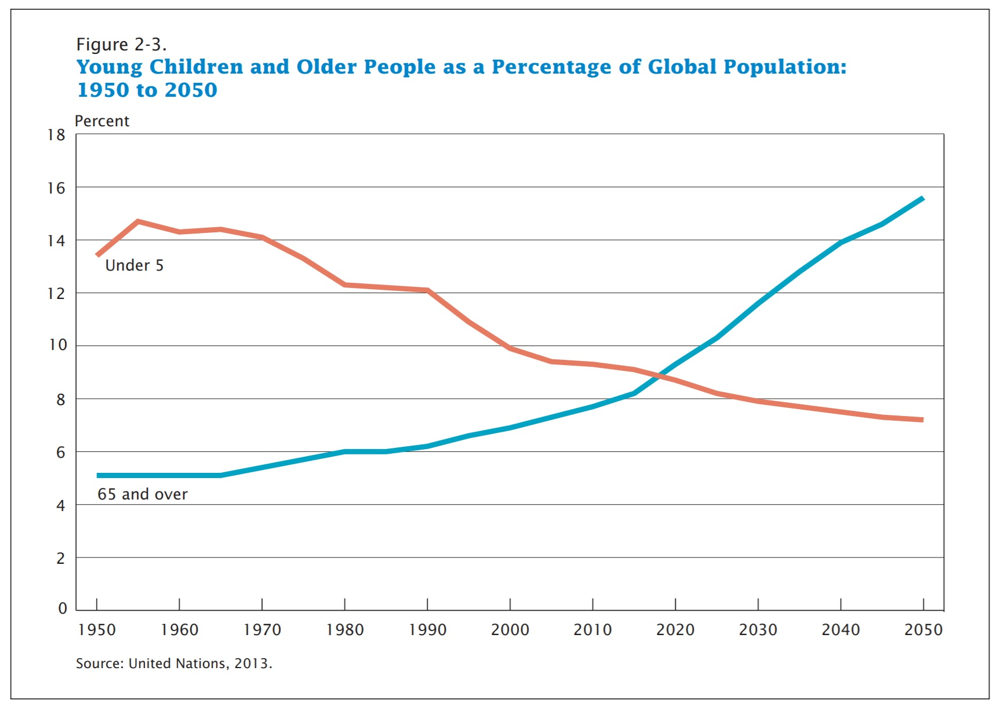 Figure 2-3.
Young Children and Older People as a Percentage of Global Population:
1950 to 2050
Percent
18
16
14
Under 5
12
10
8
6
65 and over
4
2
0
1950 1960 1970 1980 1990 2000 2010 2020 2030 2040 2050
Source: United Nations, 2013.